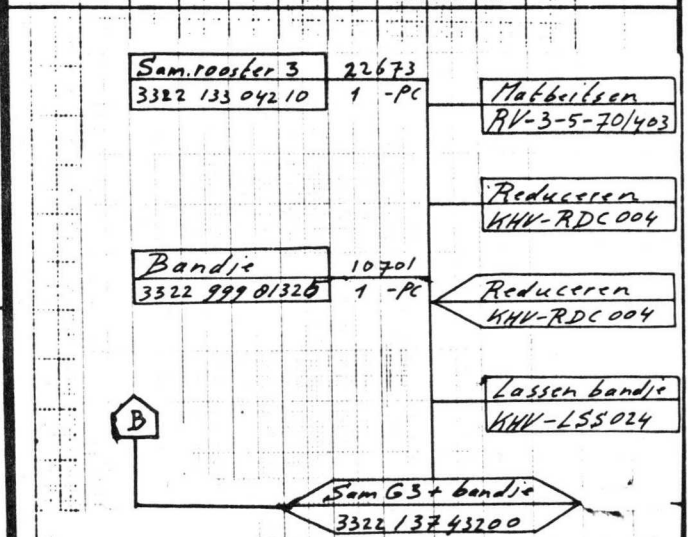 Sam.rooster 3
22673
3322 133 04210
1 -PC
Matbeitsen
RV-3-5-70/403
Reduceren
KHV-RDC004
Bandje
10701
3322 999 81326
1 -PC
Reduceren
KHV-RDC004
Lassen bandje
KHV-LSS024
B
Sam G3 + bandje
3322 137 43200